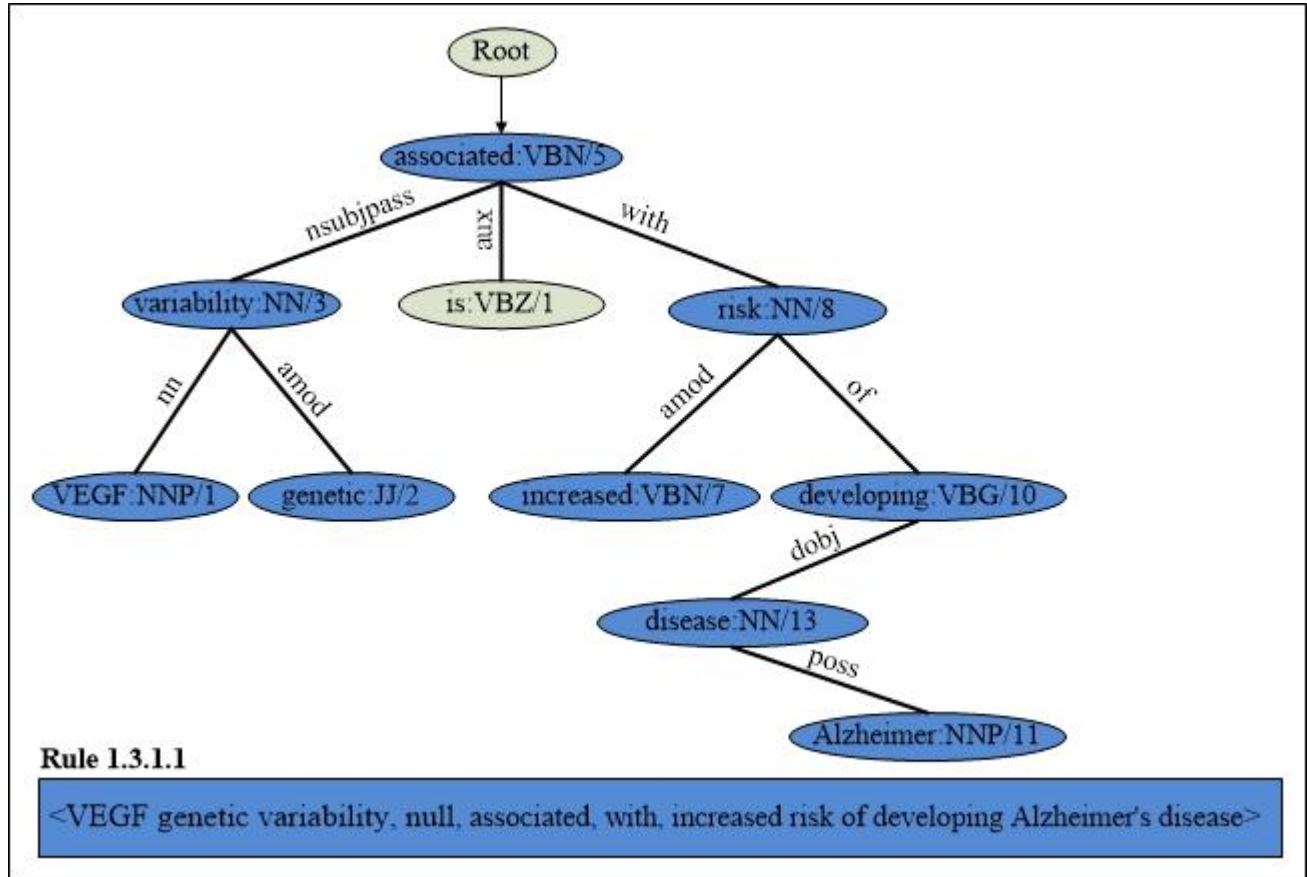 Root
associated:VBN/5
nsubjpass
aux
with
variability:NN/3
is:VBZ/1
risk:NN/8
nn
amod
amod
of
VEGF:NNP/1
genetic:JJ/2
increased:VBN/7
developing:VBG/10
dobj
disease:NN/13
poss
Alzheimer:NNP/11
Rule 1.3.1.1
<VEGF genetic variability, null, associated, with, increased risk of developing Alzheimer's disease>